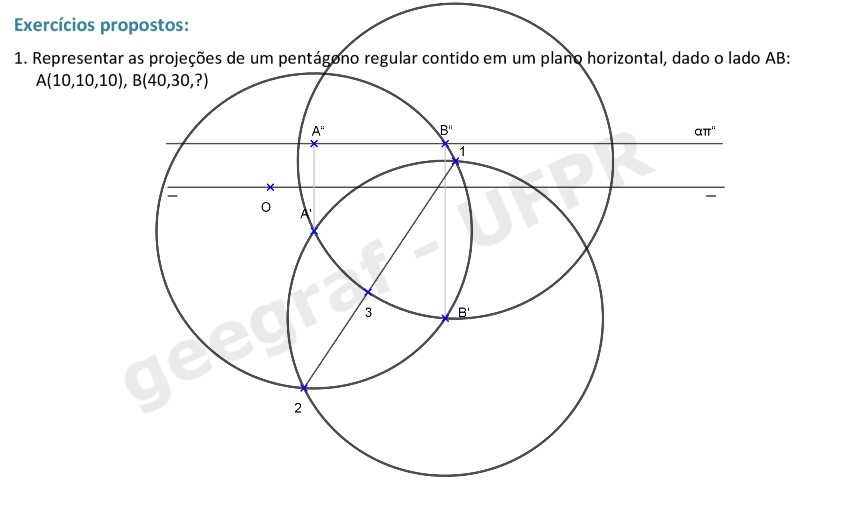 Exercícios propostos:
1. Representar as projeções de um pentágono regular contido em um plano horizontal, dado o lado AB:
A(10,10,10), B(40,30,?)
A" B" απ"
1
O A'
3 B'
2
geegraf - UFPR